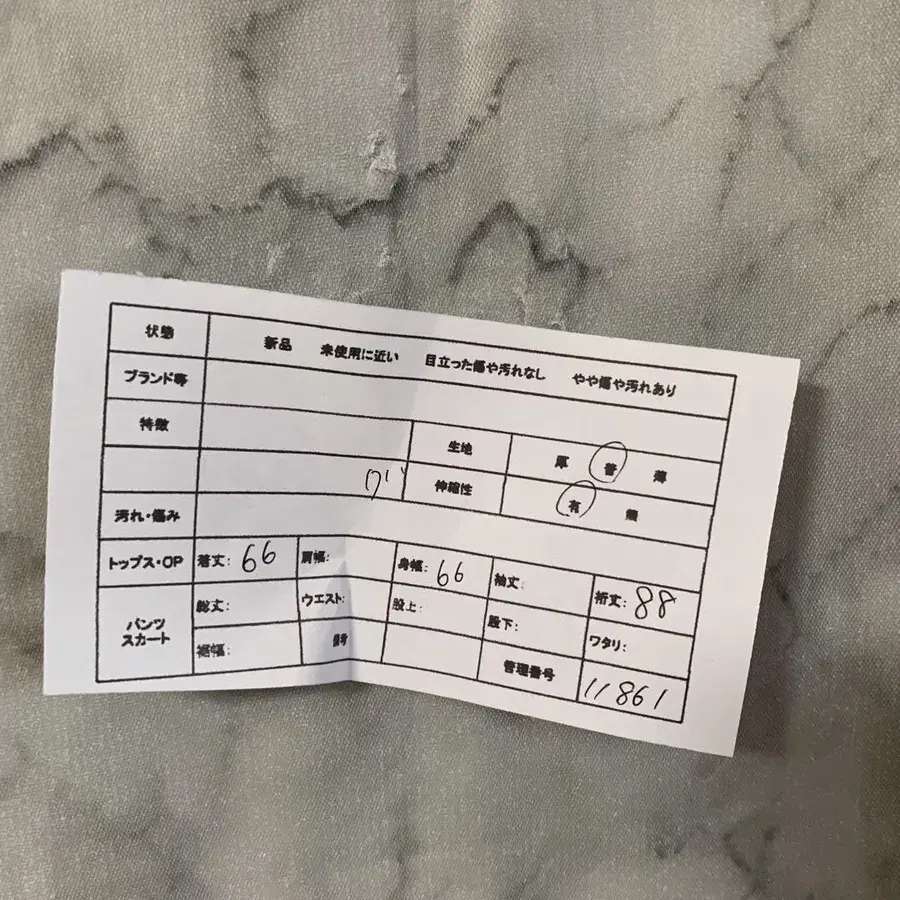 状態 新品 未使用に近い 目立った傷や汚れなし やや傷や汚れあり
ブランド等
特徴 生地 厚 普 薄
伸縮性 有 無
汚れ・傷み
トップス・OP 着丈: 66 肩幅: 身幅: 66 袖丈: 裄丈: 88
パンツ スカート 総丈: ウエスト: 股上: 股下: ワタリ:
裾幅: 備考 管理番号 11861